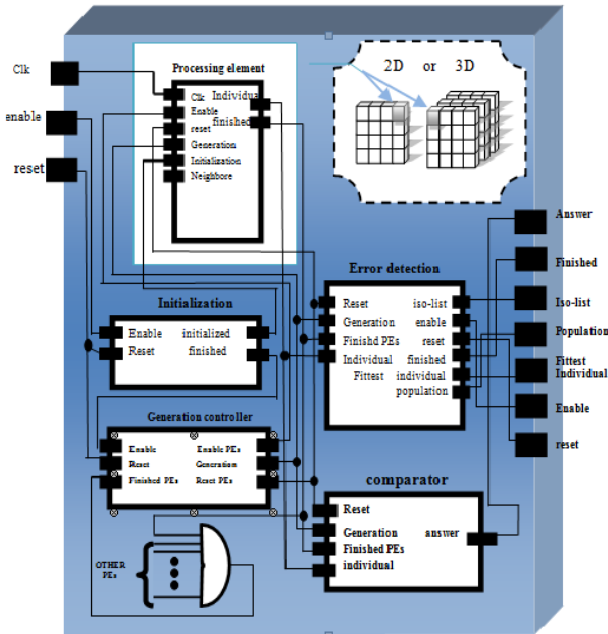 Processing element
2D or 3D
Clk
enable
reset
Clk
Enable
reset
Generation
Initialization
Neighbore
Individual
finished
Answer
Finished
Iso-list
Population
Fittest
Individual
Enable
reset
Initialization
Enable initialized
Reset finished
Error detection
Reset iso-list
Generation enable
Finishd PEs reset
Individual finished
Fittest individual
population
Generation controller
Enable Enable PEs
Reset Generation
Finished PEs Reset PEs
comparator
Reset
Generation answer
Finished PEs
individual
OTHER
PEs